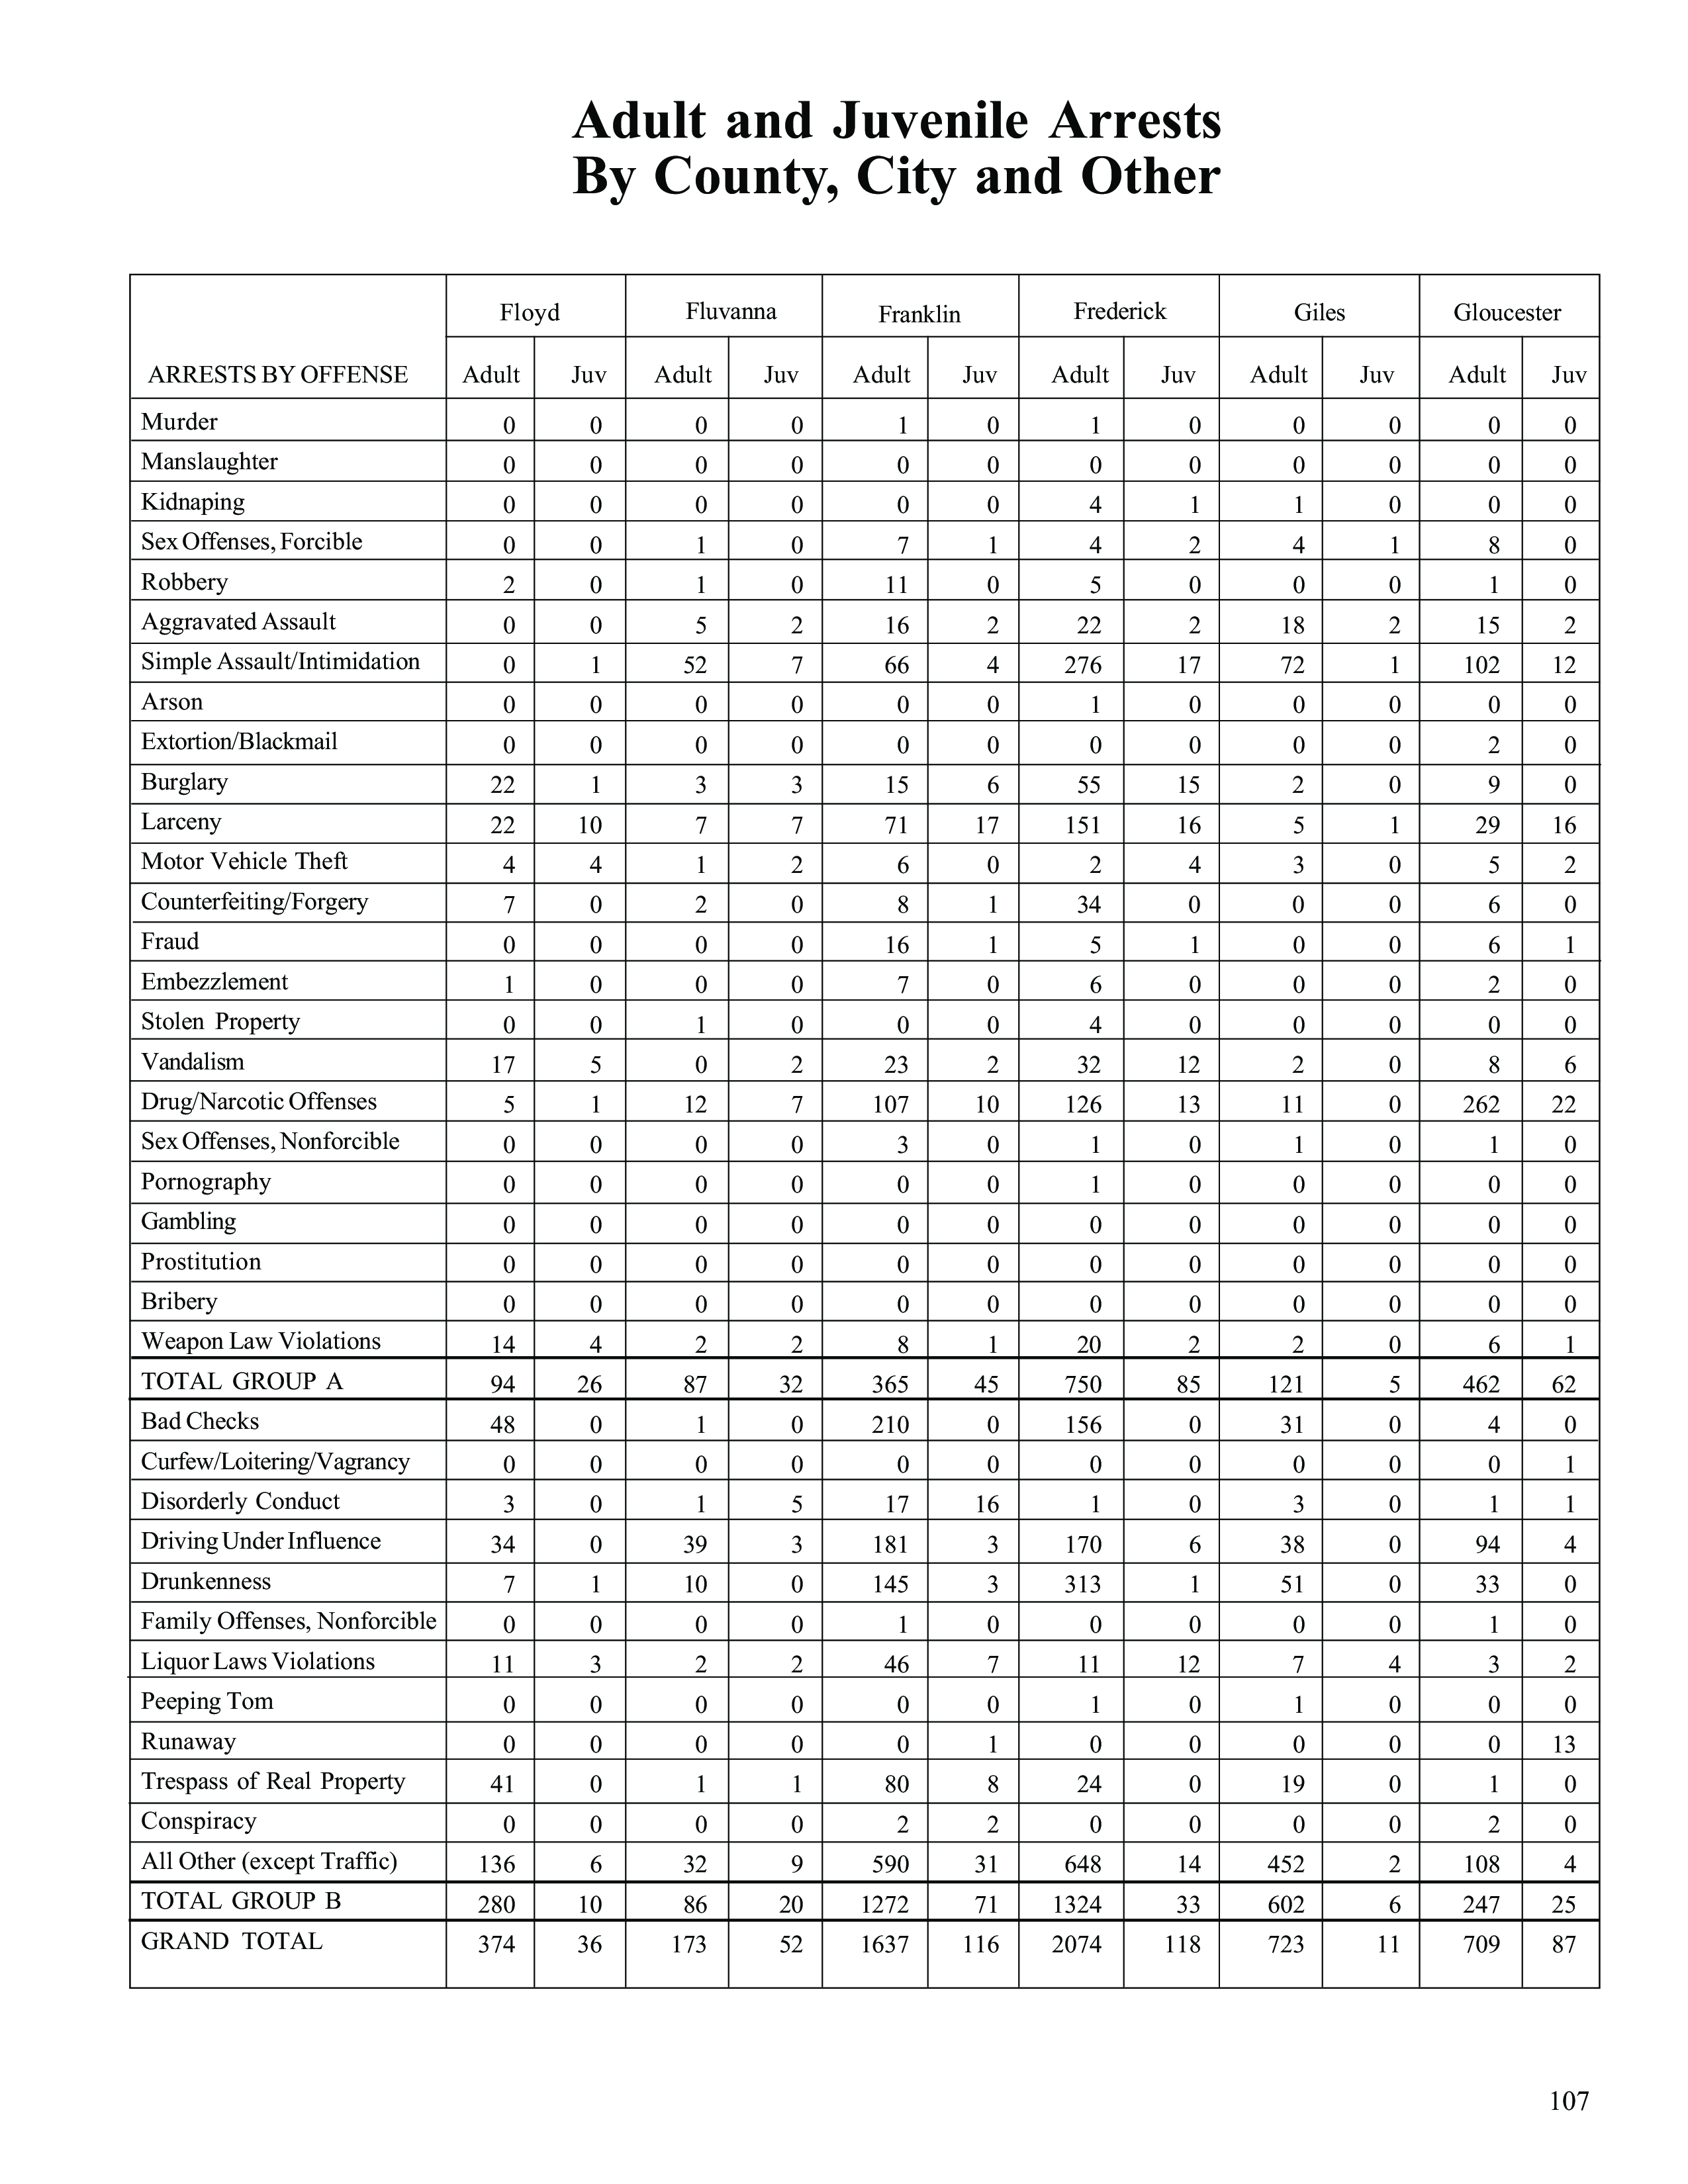 Adult and Juvenile Arrests
By County, City and Other
Floyd Fluvanna Franklin Frederick Giles Gloucester
ARRESTS BY OFFENSE Adult Juv Adult Juv Adult Juv Adult Juv Adult Juv Adult Juv
Murder 0 0 0 0 1 0 1 0 0 0 0 0
Manslaughter 0 0 0 0 0 0 0 0 0 0 0 0
Kidnaping 0 0 0 0 0 0 4 1 1 0 0 0
Sex Offenses, Forcible 0 0 1 0 7 1 4 2 4 1 8 0
Robbery 2 0 1 0 11 0 5 0 0 0 1 0
Aggravated Assault 0 0 5 2 16 2 22 2 18 2 15 2
Simple Assault/Intimidation 0 1 52 7 66 4 276 17 72 1 102 12
Arson 0 0 0 0 0 0 1 0 0 0 0 0
Extortion/Blackmail 0 0 0 0 0 0 0 0 0 0 2 0
Burglary 22 1 3 3 15 6 55 15 2 0 9 0
Larceny 22 10 7 7 71 17 151 16 5 1 29 16
Motor Vehicle Theft 4 4 1 2 6 0 2 4 3 0 5 2
Counterfeiting/Forgery 7 0 2 0 8 1 34 0 0 0 6 0
Fraud 0 0 0 0 16 1 5 1 0 0 6 1
Embezzlement 1 0 0 0 7 0 6 0 0 0 2 0
Stolen Property 0 0 1 0 0 0 4 0 0 0 0 0
Vandalism 17 5 0 2 23 2 32 12 2 0 8 6
Drug/Narcotic Offenses 5 1 12 7 107 10 126 13 11 0 262 22
Sex Offenses, Nonforcible 0 0 0 0 3 0 1 0 1 0 1 0
Pornography 0 0 0 0 0 0 1 0 0 0 0 0
Gambling 0 0 0 0 0 0 0 0 0 0 0 0
Prostitution 0 0 0 0 0 0 0 0 0 0 0 0
Bribery 0 0 0 0 0 0 0 0 0 0 0 0
Weapon Law Violations 14 4 2 2 8 1 20 2 2 0 6 1
TOTAL GROUP A 94 26 87 32 365 45 750 85 121 5 462 62
Bad Checks 48 0 1 0 210 0 156 0 31 0 4 0
Curfew/Loitering/Vagrancy 0 0 0 0 0 0 0 0 0 0 0 1
Disorderly Conduct 3 0 1 5 17 16 1 0 3 0 1 1
Driving Under Influence 34 0 39 3 181 3 170 6 38 0 94 4
Drunkenness 7 1 10 0 145 3 313 1 51 0 33 0
Family Offenses, Nonforcible 0 0 0 0 1 0 0 0 0 0 1 0
Liquor Laws Violations 11 3 2 2 46 7 11 12 7 4 3 2
Peeping Tom 0 0 0 0 0 0 1 0 1 0 0 0
Runaway 0 0 0 0 0 1 0 0 0 0 0 13
Trespass of Real Property 41 0 1 1 80 8 24 0 19 0 1 0
Conspiracy 0 0 0 0 2 2 0 0 0 0 2 0
All Other (except Traffic) 136 6 32 9 590 31 648 14 452 2 108 4
TOTAL GROUP B 280 10 86 20 1272 71 1324 33 602 6 247 25
GRAND TOTAL 374 36 173 52 1637 116 2074 118 723 11 709 87
107